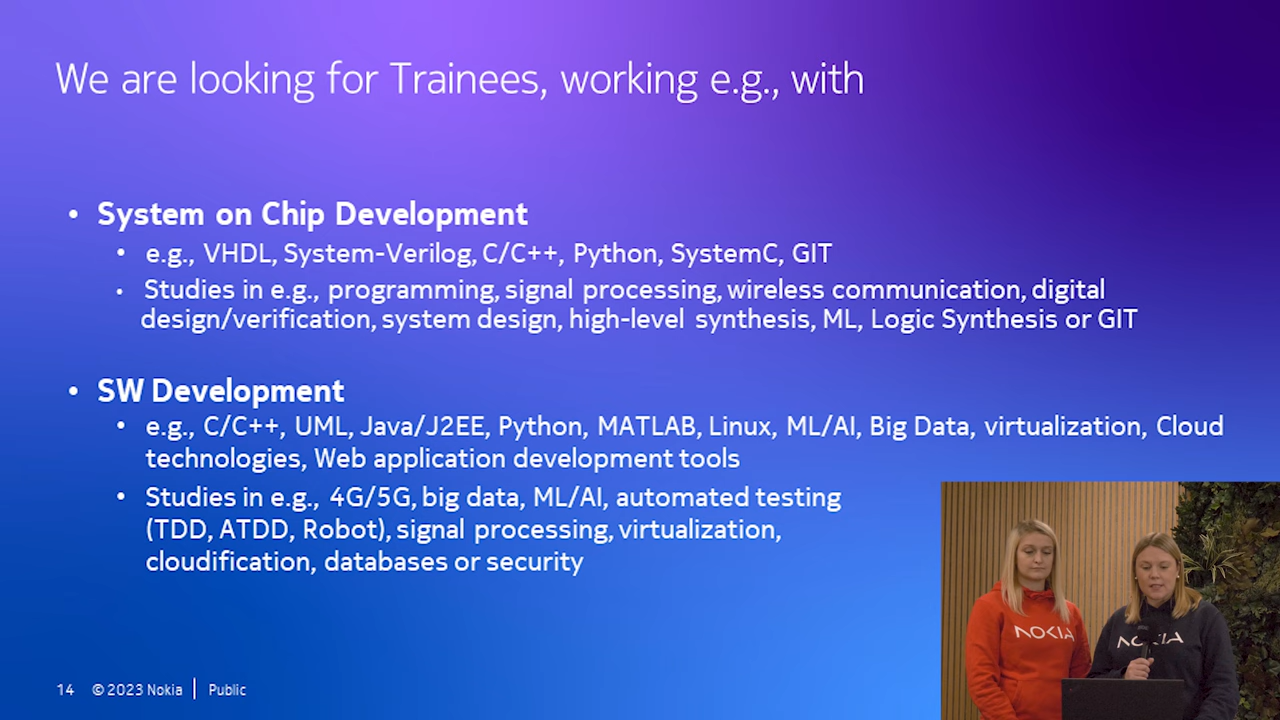 We are looking for Trainees, working e.g., with
• System on Chip Development
• e.g., VHDL, System-Verilog, C/C++, Python, SystemC, GIT
• Studies in e.g., programming, signal processing, wireless communication, digital
design/verification, system design, high-level synthesis, ML, Logic Synthesis or GIT
• SW Development
• e.g., C/C++, UML, Java/J2EE, Python, MATLAB, Linux, ML/AI, Big Data, virtualization, Cloud
technologies, Web application development tools
• Studies in e.g., 4G/5G, big data, ML/AI, automated testing
(TDD, ATDD, Robot), signal processing, virtualization,
cloudification, databases or security
NOKIA
NOKIA
14 © 2023 Nokia | Public